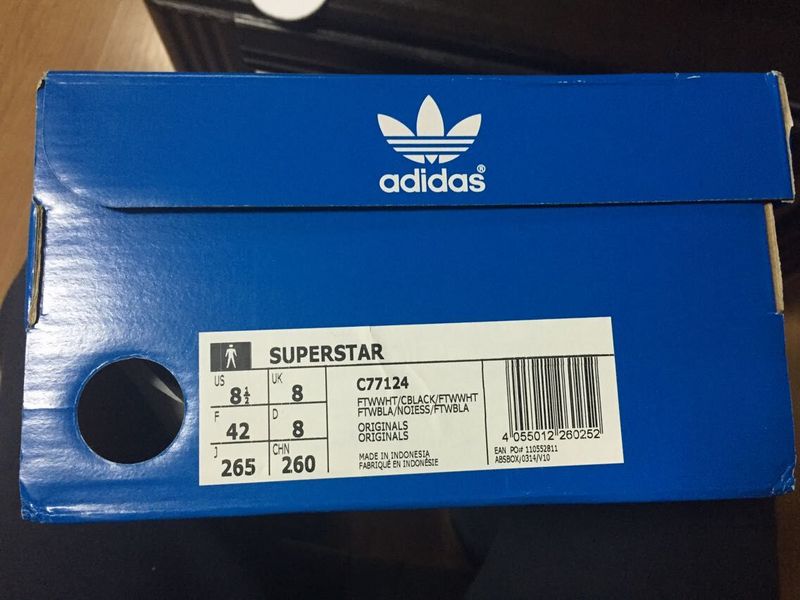 adidas®
SUPERSTAR
US 8½
UK 8
F 42
D 8
J 265
CHN 260
C77124
FTWWHT/CBLACK/FTWWHT
FTWBLA/NOIESS/FTWBLA
ORIGINALS
ORIGINALS
MADE IN INDONESIA
FABRIQUÉ EN INDONÉSIE
4 055012 260252
EAN PO# 110552811
ABSBOX/0314/V10